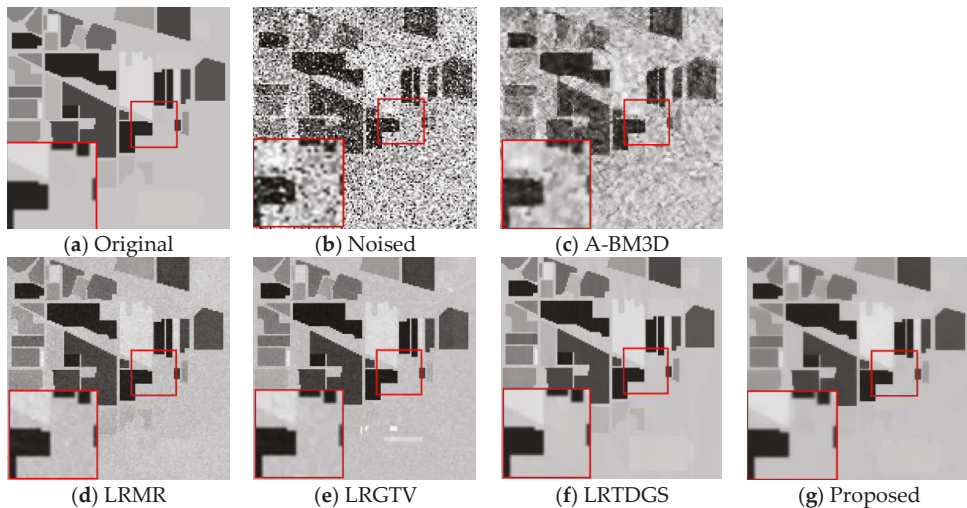 (a) Original
(b) Noised
(c) A-BM3D
(d) LRMR
(e) LRGTV
(f) LRTDGS
(g) Proposed